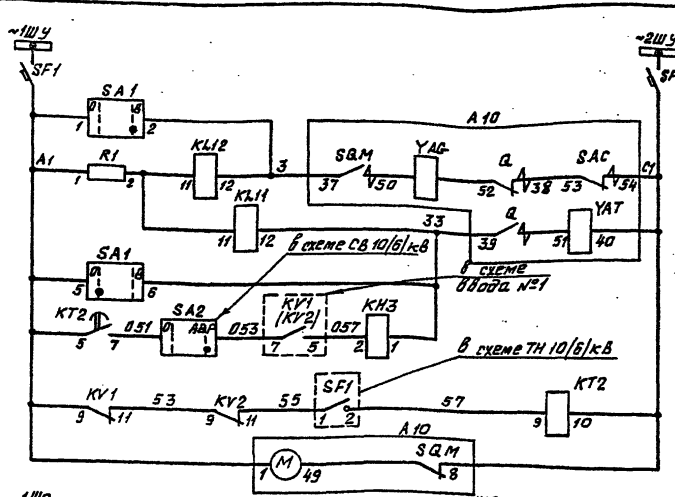 ~1ШУ ~2ШУ
SF1 SF
SA1
0 В
1 2
A10
A1 R1 KL12 3 SQM YAG Q SAC C1
1 2 11 12 37 50 52 38 53 54
KL11 33 Q YAT
11 12 39 51 40
в схеме СВ 10/6/кВ
SA1
0 В
5 6
в схеме
ввода №1
KT2 051 SA2 053 KV1 057 KH3
(KV2)
0 АВР
5 7 7 5 2 1
в схеме ТН 10/6/кВ
KV1 53 KV2 55 SF1 57 KT2
9 11 9 11 1 2 9 10
A10
1 M 49 SQM 8